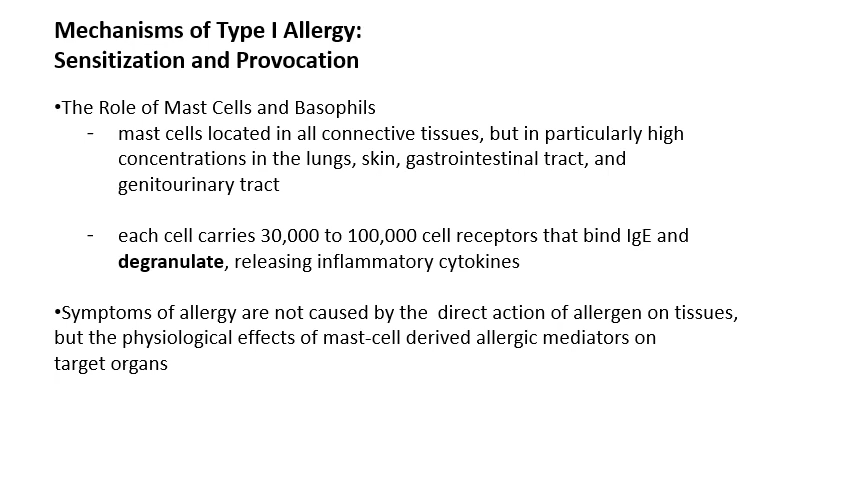 Mechanisms of Type I Allergy:
Sensitization and Provocation
•The Role of Mast Cells and Basophils
- mast cells located in all connective tissues, but in particularly high
concentrations in the lungs, skin, gastrointestinal tract, and
genitourinary tract
- each cell carries 30,000 to 100,000 cell receptors that bind IgE and
degranulate, releasing inflammatory cytokines
•Symptoms of allergy are not caused by the  direct action of allergen on tissues,
but the physiological effects of mast-cell derived allergic mediators on
target organs